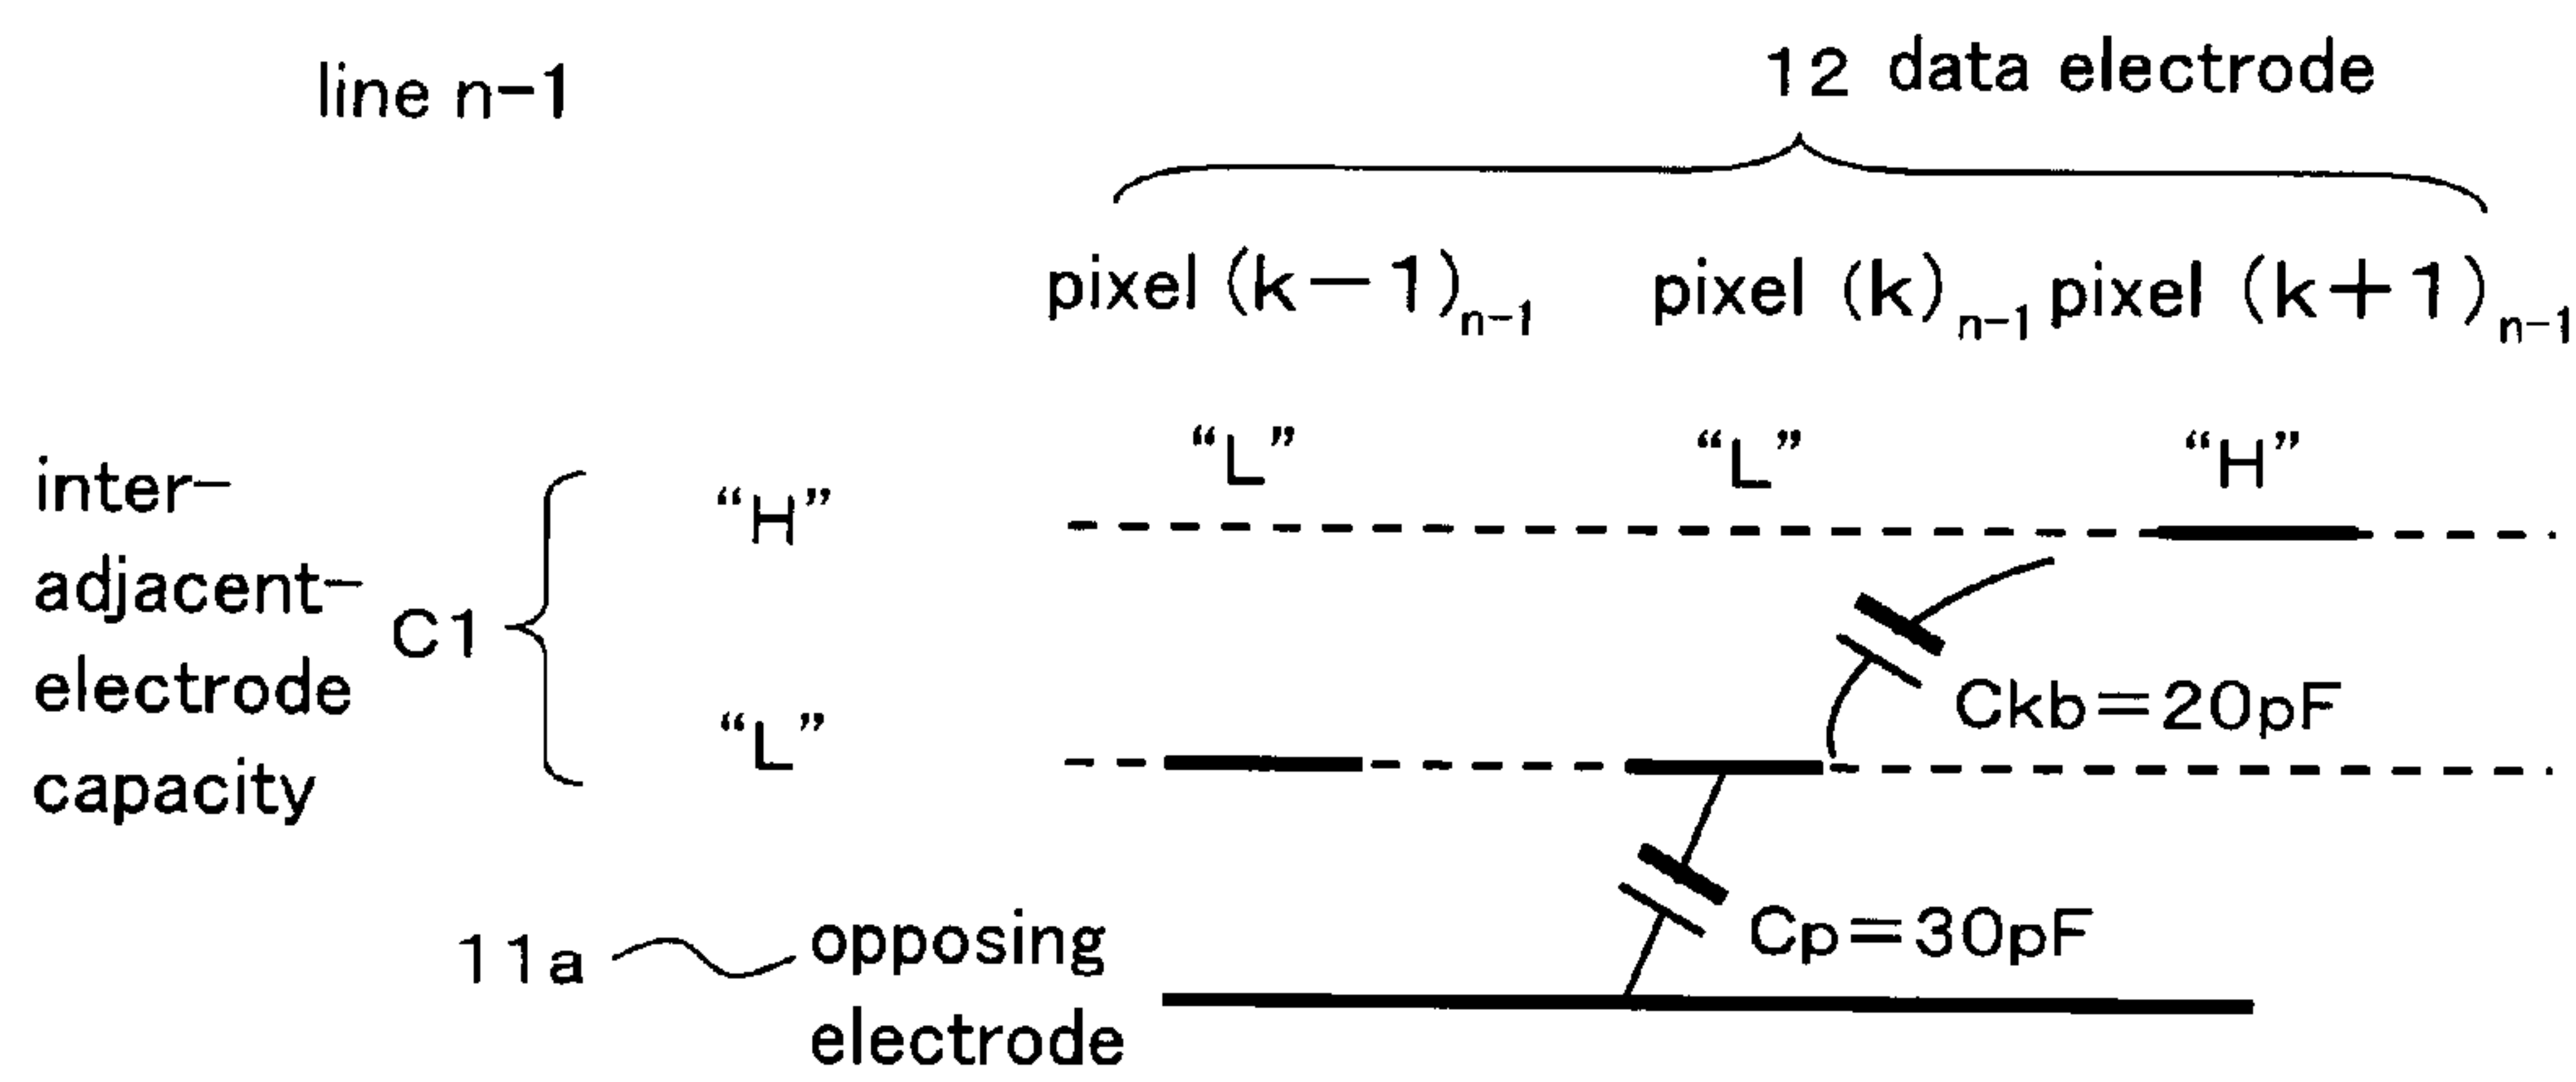 line n-1
12 data electrode
pixel (k-1)n-1 pixel (k)n-1 pixel (k+1)n-1
"L" "L" "H"
inter-
adjacent-
electrode
capacity
C1
"H"
"L"
Ckb=20pF
Cp=30pF
11a
opposing
electrode